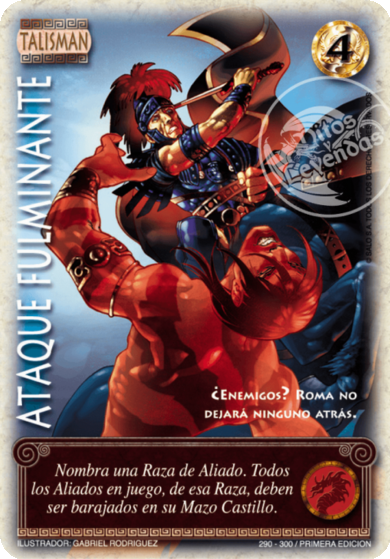 TALISMAN
4
Mitos
y
Leyendas
ATAQUE FULMINANTE
¿ENEMIGOS? ROMA NO
DEJARÁ NINGUNO ATRÁS.
Nombra una Raza de Aliado. Todos
los Aliados en juego, de esa Raza, deben
ser barajados en su Mazo Castillo.
ILUSTRADOR: GABRIEL RODRIGUEZ
290 - 300 / PRIMERA EDICION